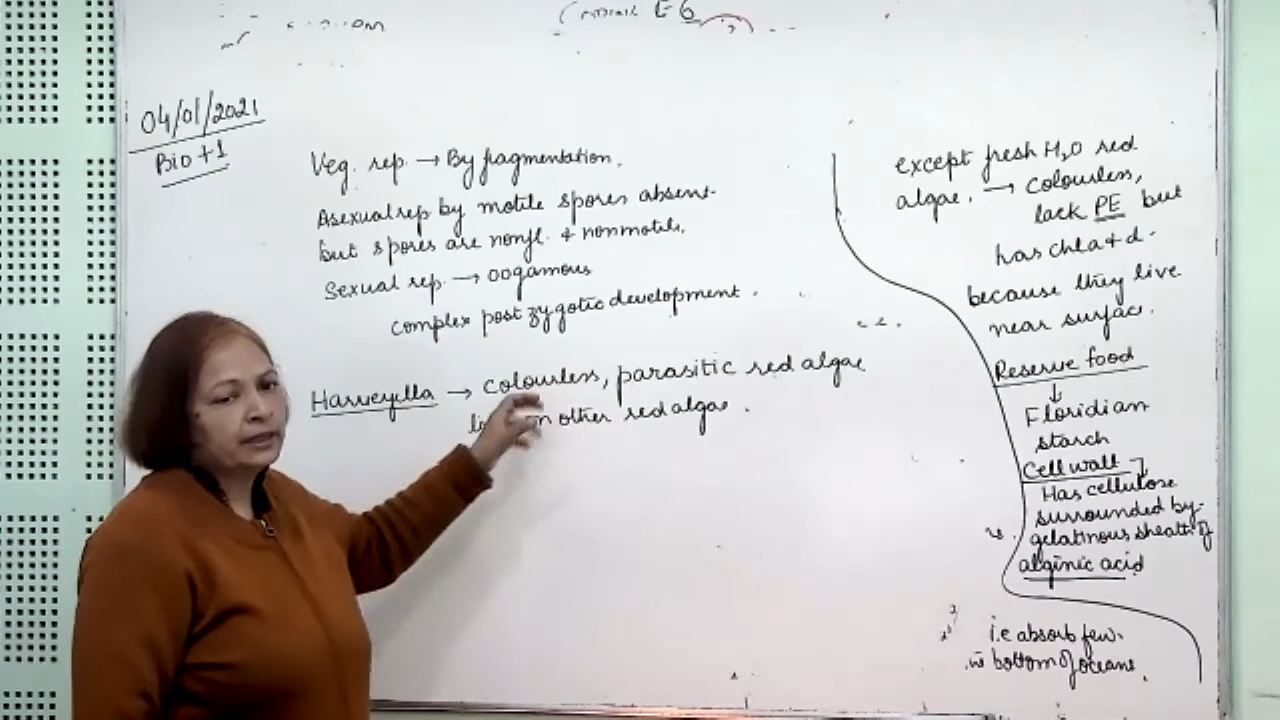 E6
04/01/2021
Bio +1
Veg. rep. → By fragmentation.
Asexual rep by motile spores absent
but spores are nonfl. & nonmotile.
Sexual rep. → oogamous
complex post zygotic development.
Harveyella → colourless, parasitic red algae
on other red algae.
except fresh H2O red
algae. → colourless,
lack PE but
has chl a + d.
because they live
near surface.
Reserve food
↓
Floridian
starch
Cell wall
Has cellulose
surrounded by
gelatinous sheath of
alginic acid
i.e absorb few.
in bottom of oceans.